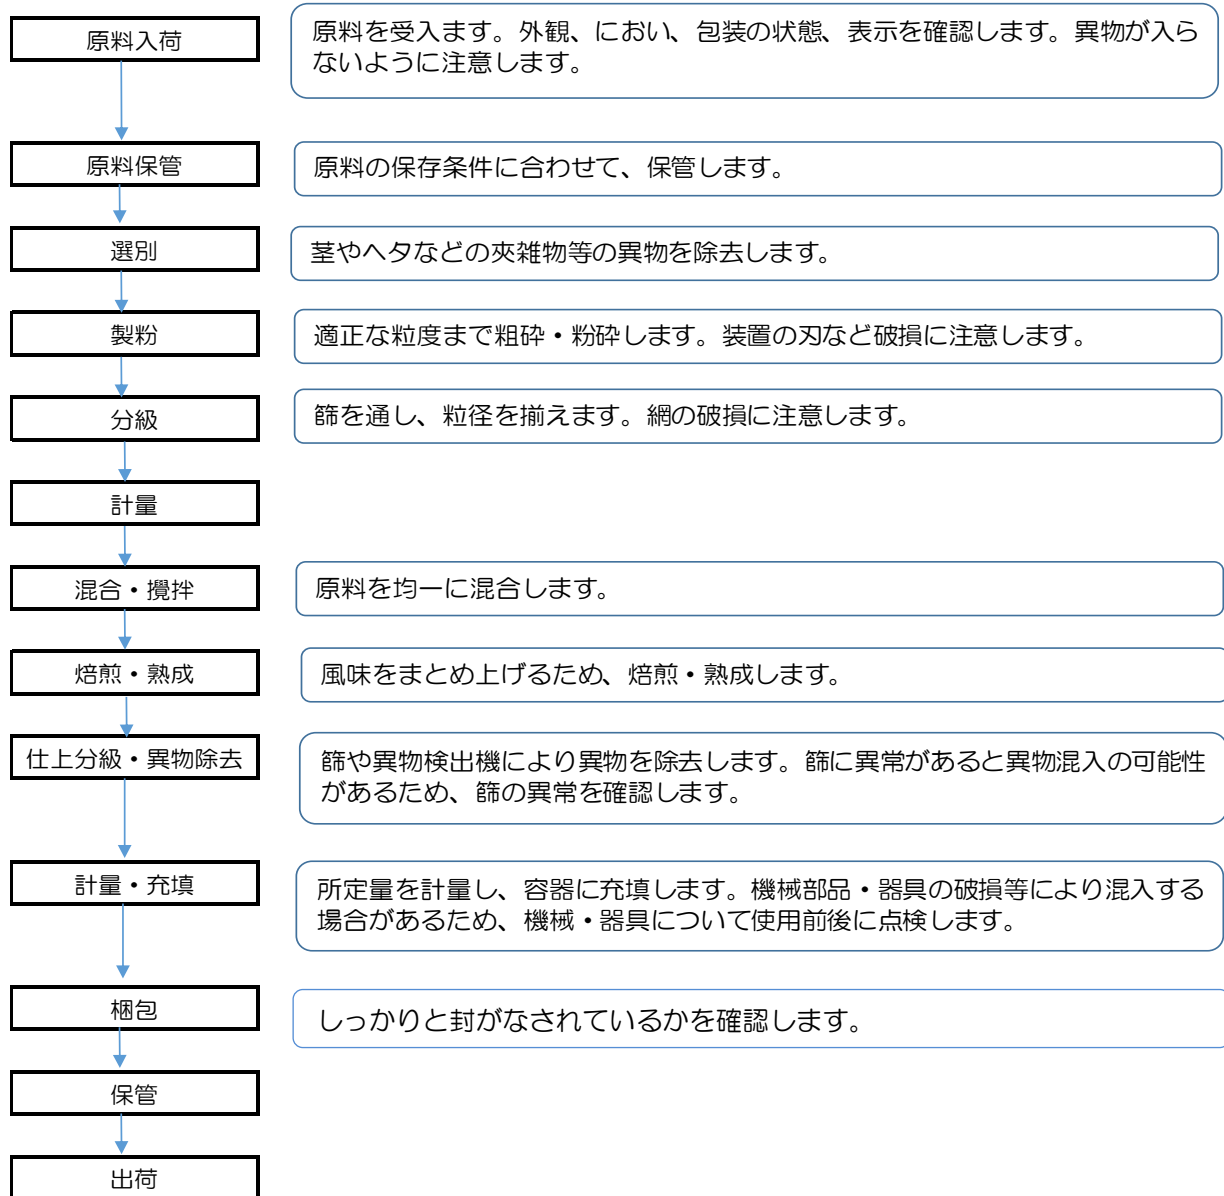 原料入荷
原料を受入ます。外観、におい、包装の状態、表示を確認します。異物が入ら
ないように注意します。
原料保管
原料の保存条件に合わせて、保管します。
選別
茎やヘタなどの夾雑物等の異物を除去します。
製粉
適正な粒度まで粗砕・粉砕します。装置の刃など破損に注意します。
分級
篩を通し、粒径を揃えます。網の破損に注意します。
計量
混合・攪拌
原料を均一に混合します。
焙煎・熟成
風味をまとめ上げるため、焙煎・熟成します。
仕上分級・異物除去
篩や異物検出機により異物を除去します。篩に異常があると異物混入の可能性
があるため、篩の異常を確認します。
計量・充填
所定量を計量し、容器に充填します。機械部品・器具の破損等により混入する
場合があるため、機械・器具について使用前後に点検します。
梱包
しっかりと封がなされているかを確認します。
保管
出荷